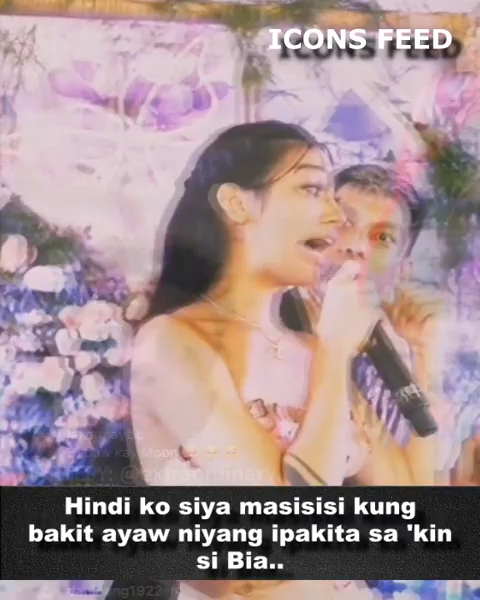 ICONS FEED
Hindi ko siya masisisi kung
bakit ayaw niyang ipakita sa 'kin
si Bia..